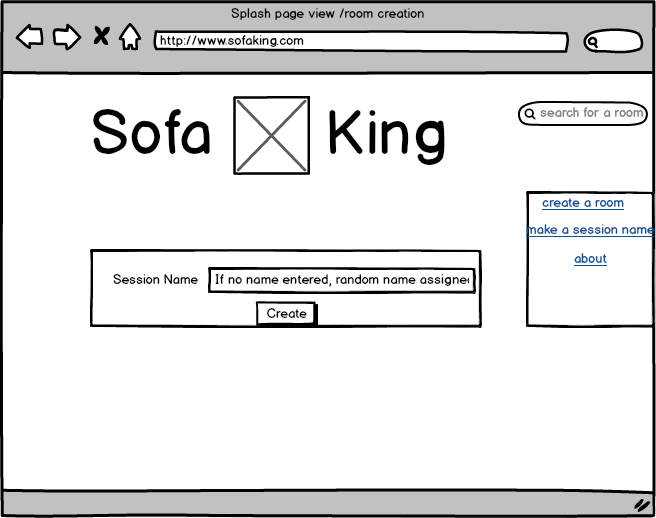 Splash page view /room creation
http://www.sofaking.com
Sofa King
search for a room
create a room
make a session name
about
Session Name If no name entered, random name assigned
Create